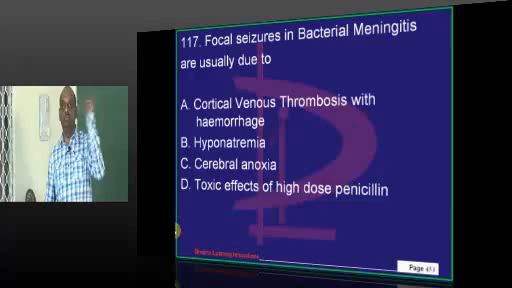 117. Focal seizures in Bacterial Meningitis
are usually due to
A. Cortical Venous Thrombosis with
haemorrhage
B. Hyponatremia
C. Cerebral anoxia
D. Toxic effects of high dose penicillin
Page